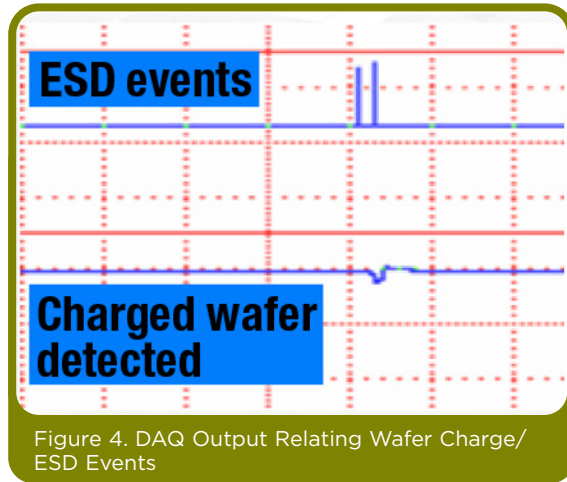 ESD events
Charged wafer
detected
Figure 4. DAQ Output Relating Wafer Charge/
ESD Events